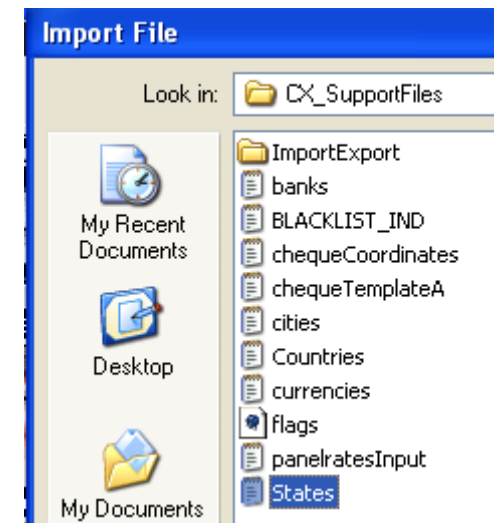 Import File
Look in: CX_SupportFiles
My Recent
Documents
Desktop
My Documents
ImportExport
banks
BLACKLIST_IND
chequeCoordinates
chequeTemplateA
cities
Countries
currencies
flags
panelratesInput
States